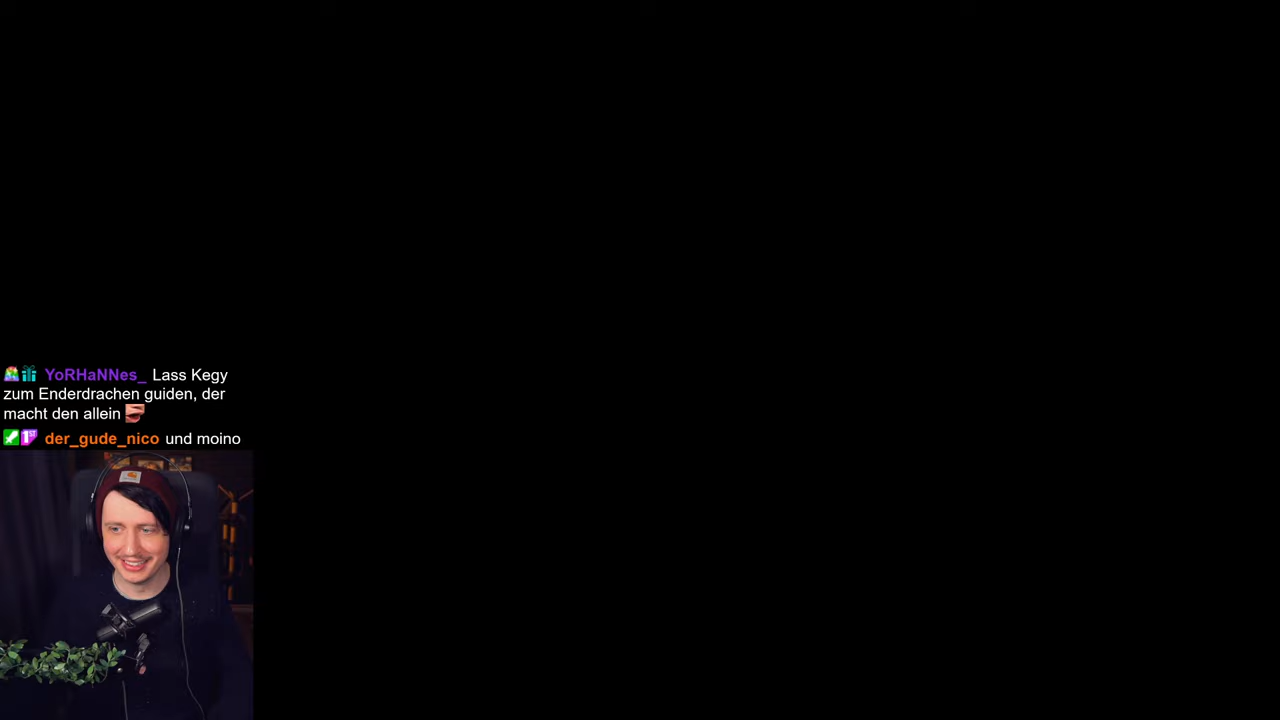 YoRHaNNes_ Lass Kegy
zum Enderdrachen guiden, der
macht den allein
der_gude_nico und moino